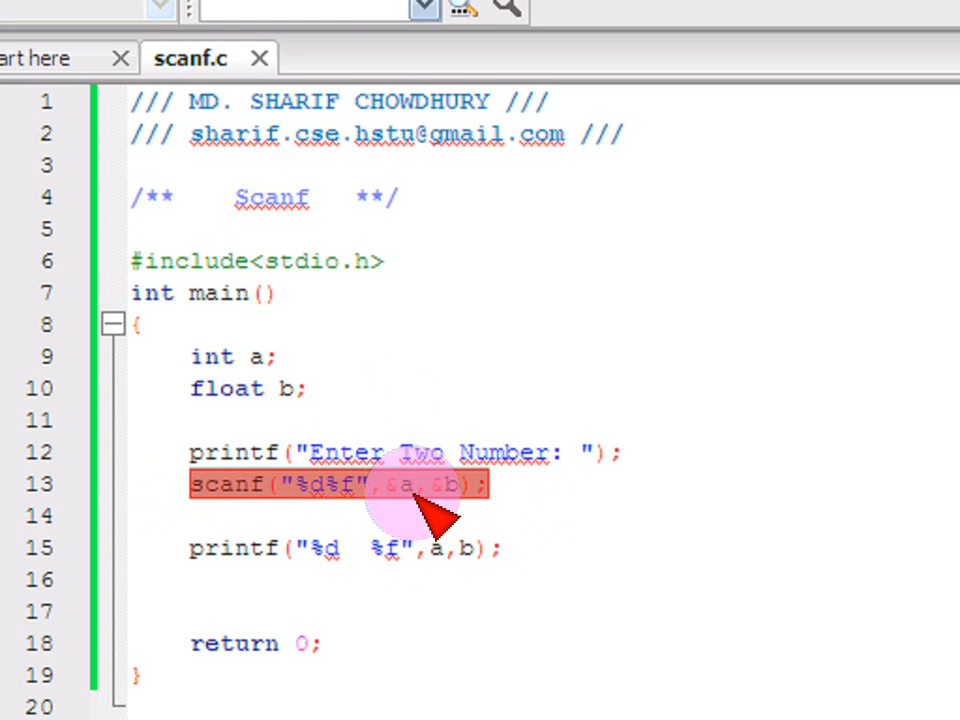 art here
scanf.c
1 /// MD. SHARIF CHOWDHURY ///
2 /// sharif.cse.hstu@gmail.com ///
3
4 /** Scanf **/
5
6 #include<stdio.h>
7 int main()
8 {
9 int a;
10 float b;
11
12 printf("Enter Two Number: ");
13 scanf("%d%f",&a,&b);
14
15 printf("%d %f",a,b);
16
17
18 return 0;
19 }
20